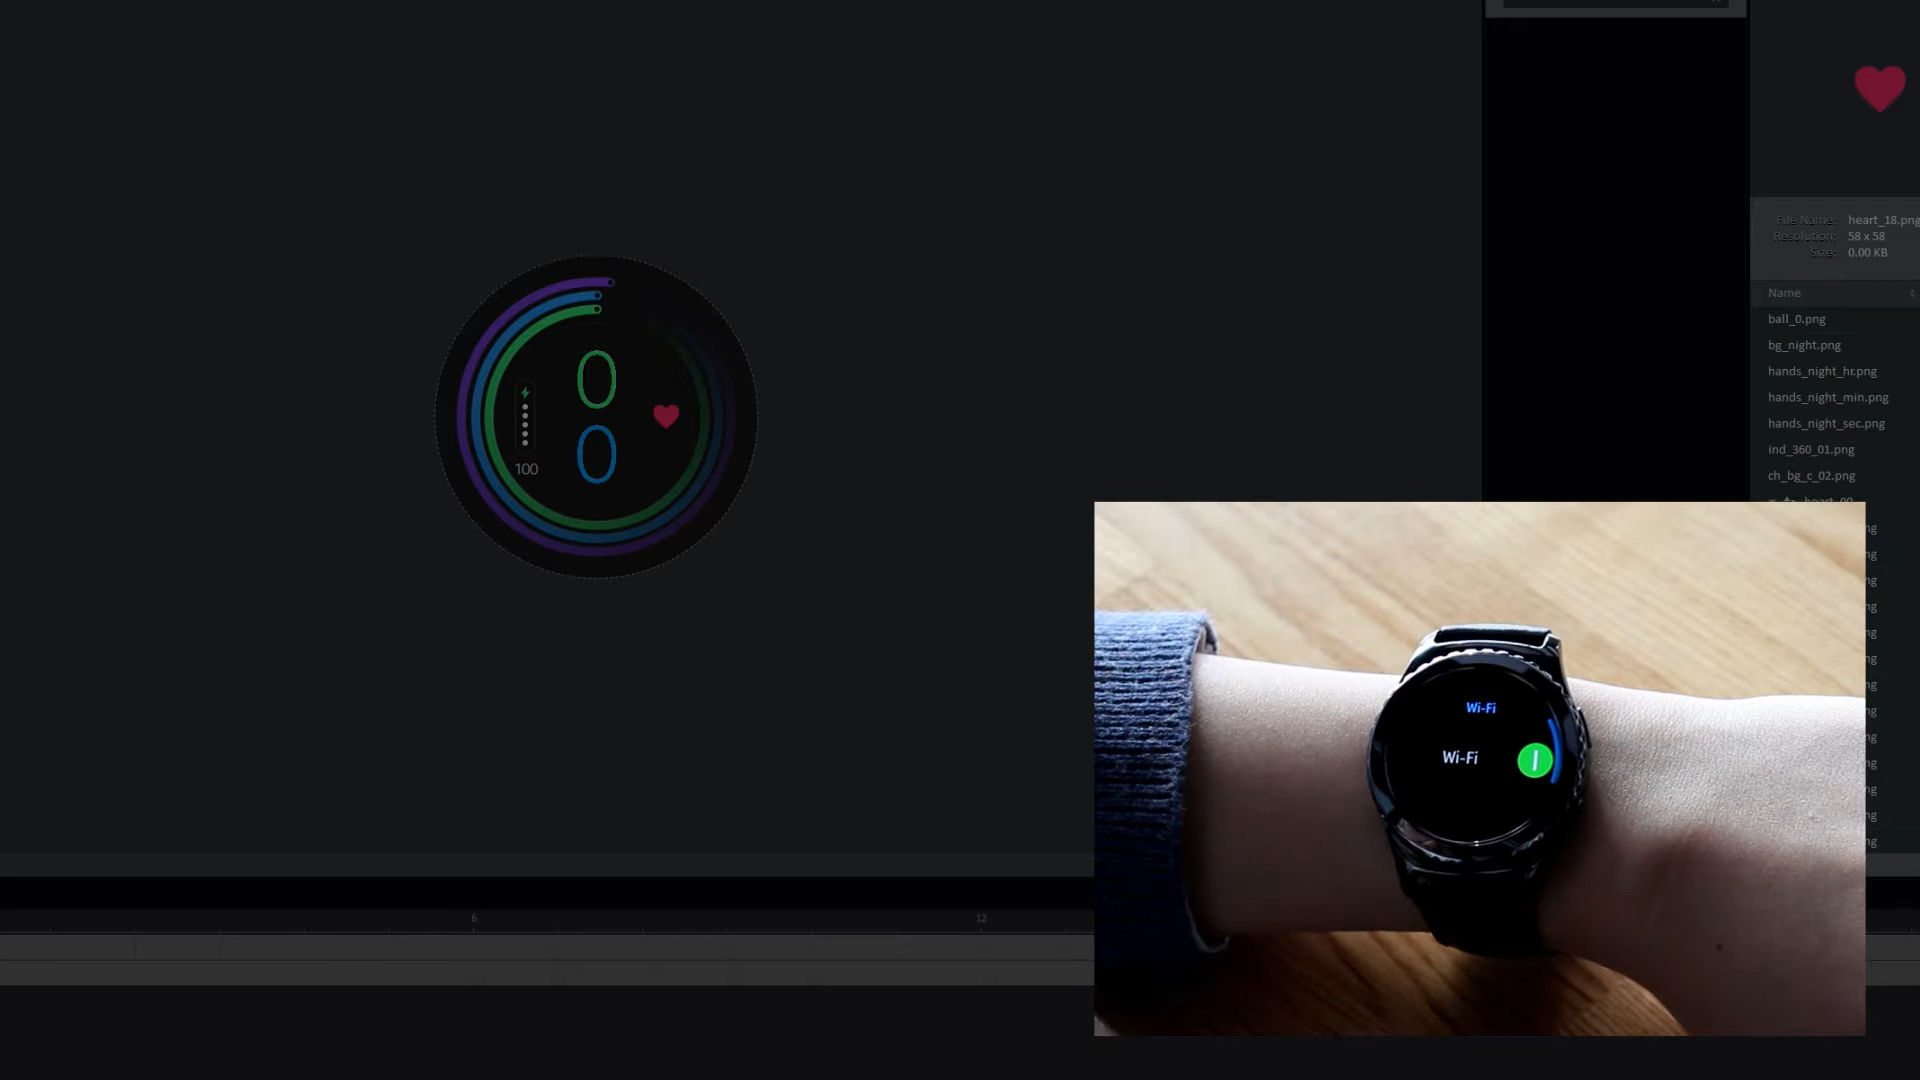 File Name: heart_18.png
Resolution: 58 x 58
Size: 0.00 KB
Name
ball_0.png
bg_night.png
hands_night_hr.png
hands_night_min.png
hands_night_sec.png
ind_360_01.png
ch_bg_c_02.png
0
0
100
Wi-Fi
Wi-Fi
6
12